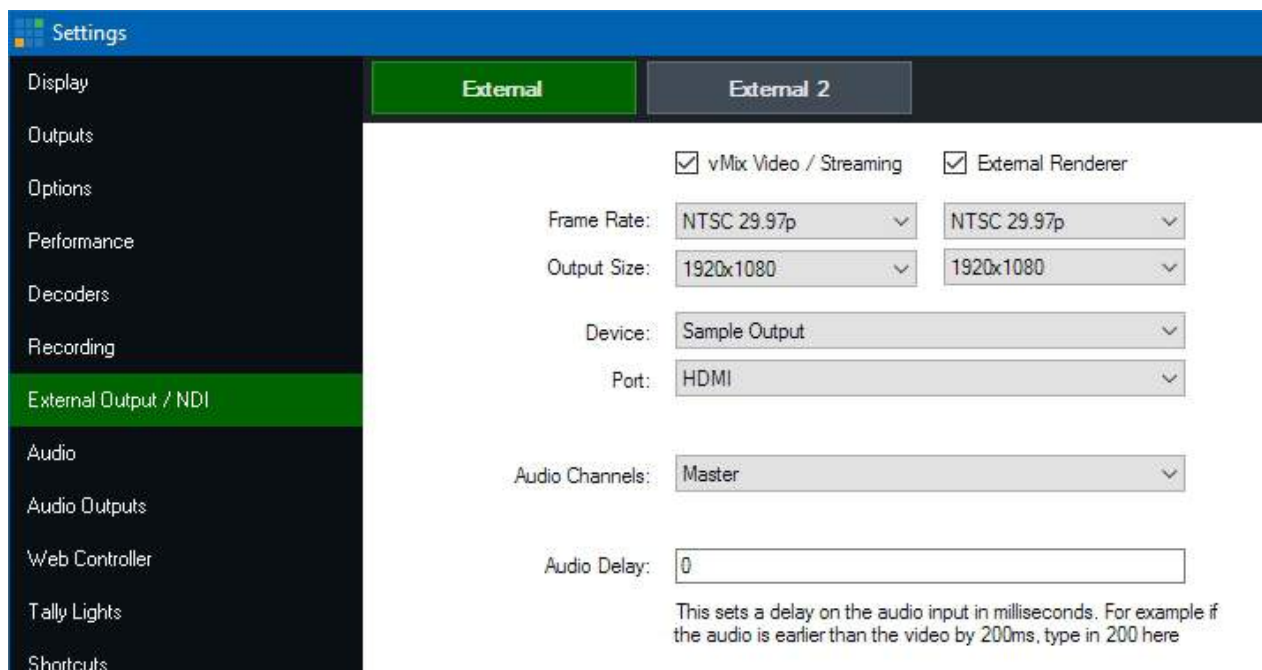 Settings
Display
Outputs
Options
Performance
Decoders
Recording
External Output / NDI
Audio
Audio Outputs
Web Controller
Tally Lights
Shortcuts
External External 2
vMix Video / Streaming External Renderer
Frame Rate: NTSC 29.97p NTSC 29.97p
Output Size: 1920x1080 1920x1080
Device: Sample Output
Port: HDMI
Audio Channels: Master
Audio Delay: 0
This sets a delay on the audio input in milliseconds. For example if
the audio is earlier than the video by 200ms, type in 200 here